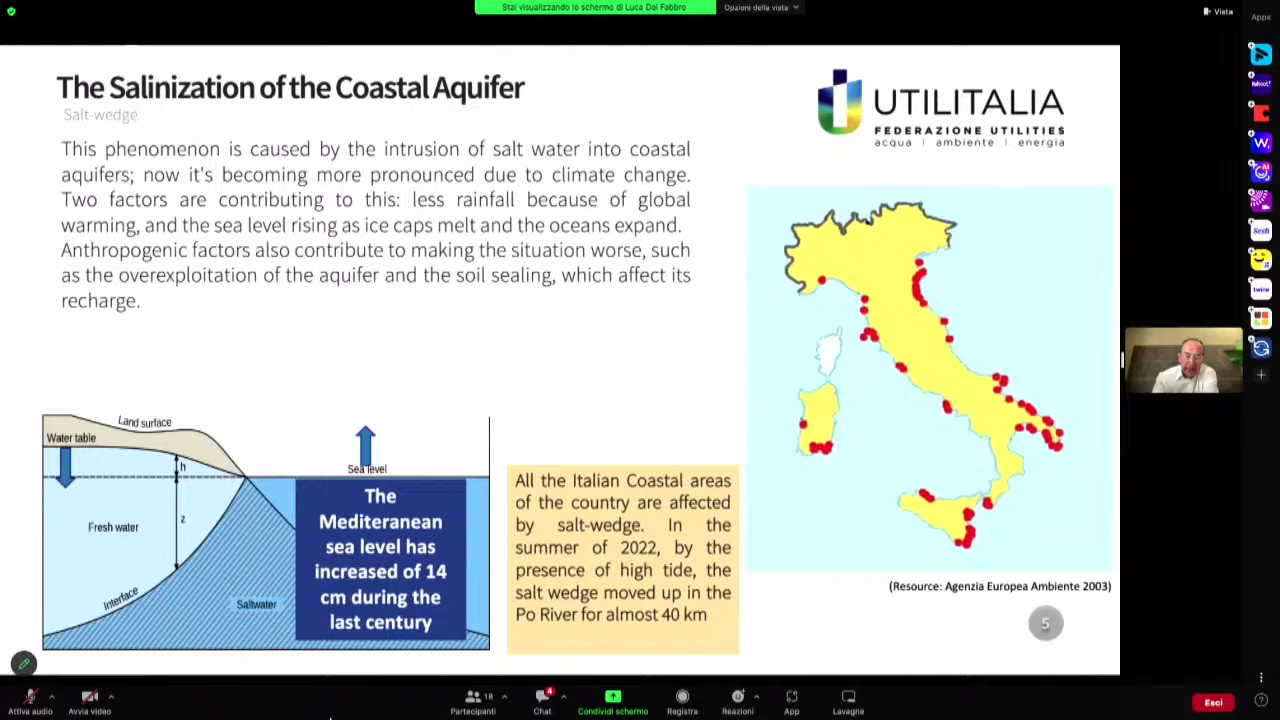 Stai visualizzando lo schermo di Luca Dal Fabbro
Opzioni della vista
Vista
Apps
The Salinization of the Coastal Aquifer
Salt-wedge
This phenomenon is caused by the intrusion of salt water into coastal
aquifers; now it's becoming more pronounced due to climate change.
Two factors are contributing to this: less rainfall because of global
warming, and the sea level rising as ice caps melt and the oceans expand.
Anthropogenic factors also contribute to making the situation worse, such
as the overexploitation of the aquifer and the soil sealing, which affect its
recharge.
UTILITALIA
FEDERAZIONE UTILITIES
acqua | ambiente | energia
Land surface
Water table
h
Sea level
z
Fresh water
Interface
Saltwater
The
Mediteranean
sea level has
increased of 14
cm during the
last century
All the Italian Coastal areas
of the country are affected
by salt-wedge. In the
summer of 2022, by the
presence of high tide, the
salt wedge moved up in the
Po River for almost 40 km
(Resource: Agenzia Europea Ambiente 2003)
5
Attiva audio
Avvia video
18
Partecipanti
4
Chat
Condividi schermo
Registra
Reazioni
App
Lavagne
Esci